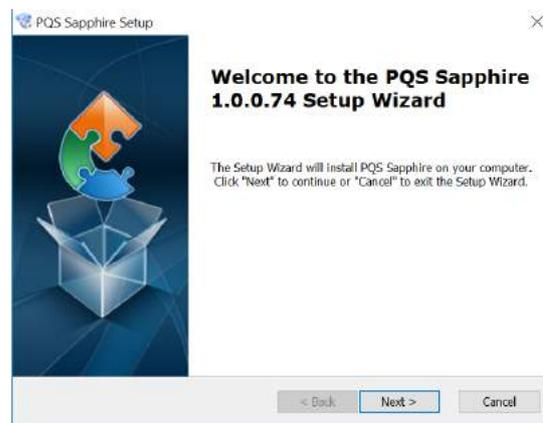 PQS Sapphire Setup
Welcome to the PQS Sapphire
1.0.0.74 Setup Wizard
The Setup Wizard will install PQS Sapphire on your computer.
Click "Next" to continue or "Cancel" to exit the Setup Wizard.
< Back Next > Cancel